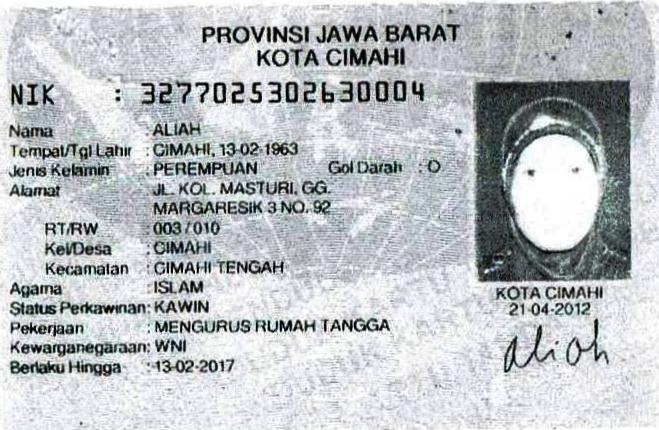 PROVINSI JAWA BARAT
KOTA CIMAHI
NIK : 3277025302630004
Nama : ALIAH
Tempat/Tgl Lahir : CIMAHI, 13-02-1963
Jenis Kelamin : PEREMPUAN Gol Darah : O
Alamat : JL. KOL. MASTURI, GG.
MARGARESIK 3 NO. 92
RT/RW : 003 / 010
Kel/Desa : CIMAHI
Kecamatan : CIMAHI TENGAH
Agama : ISLAM
Status Perkawinan: KAWIN
Pekerjaan : MENGURUS RUMAH TANGGA
Kewarganegaraan: WNI
Berlaku Hingga : 13-02-2017
KOTA CIMAHI
21-04-2012
aliah